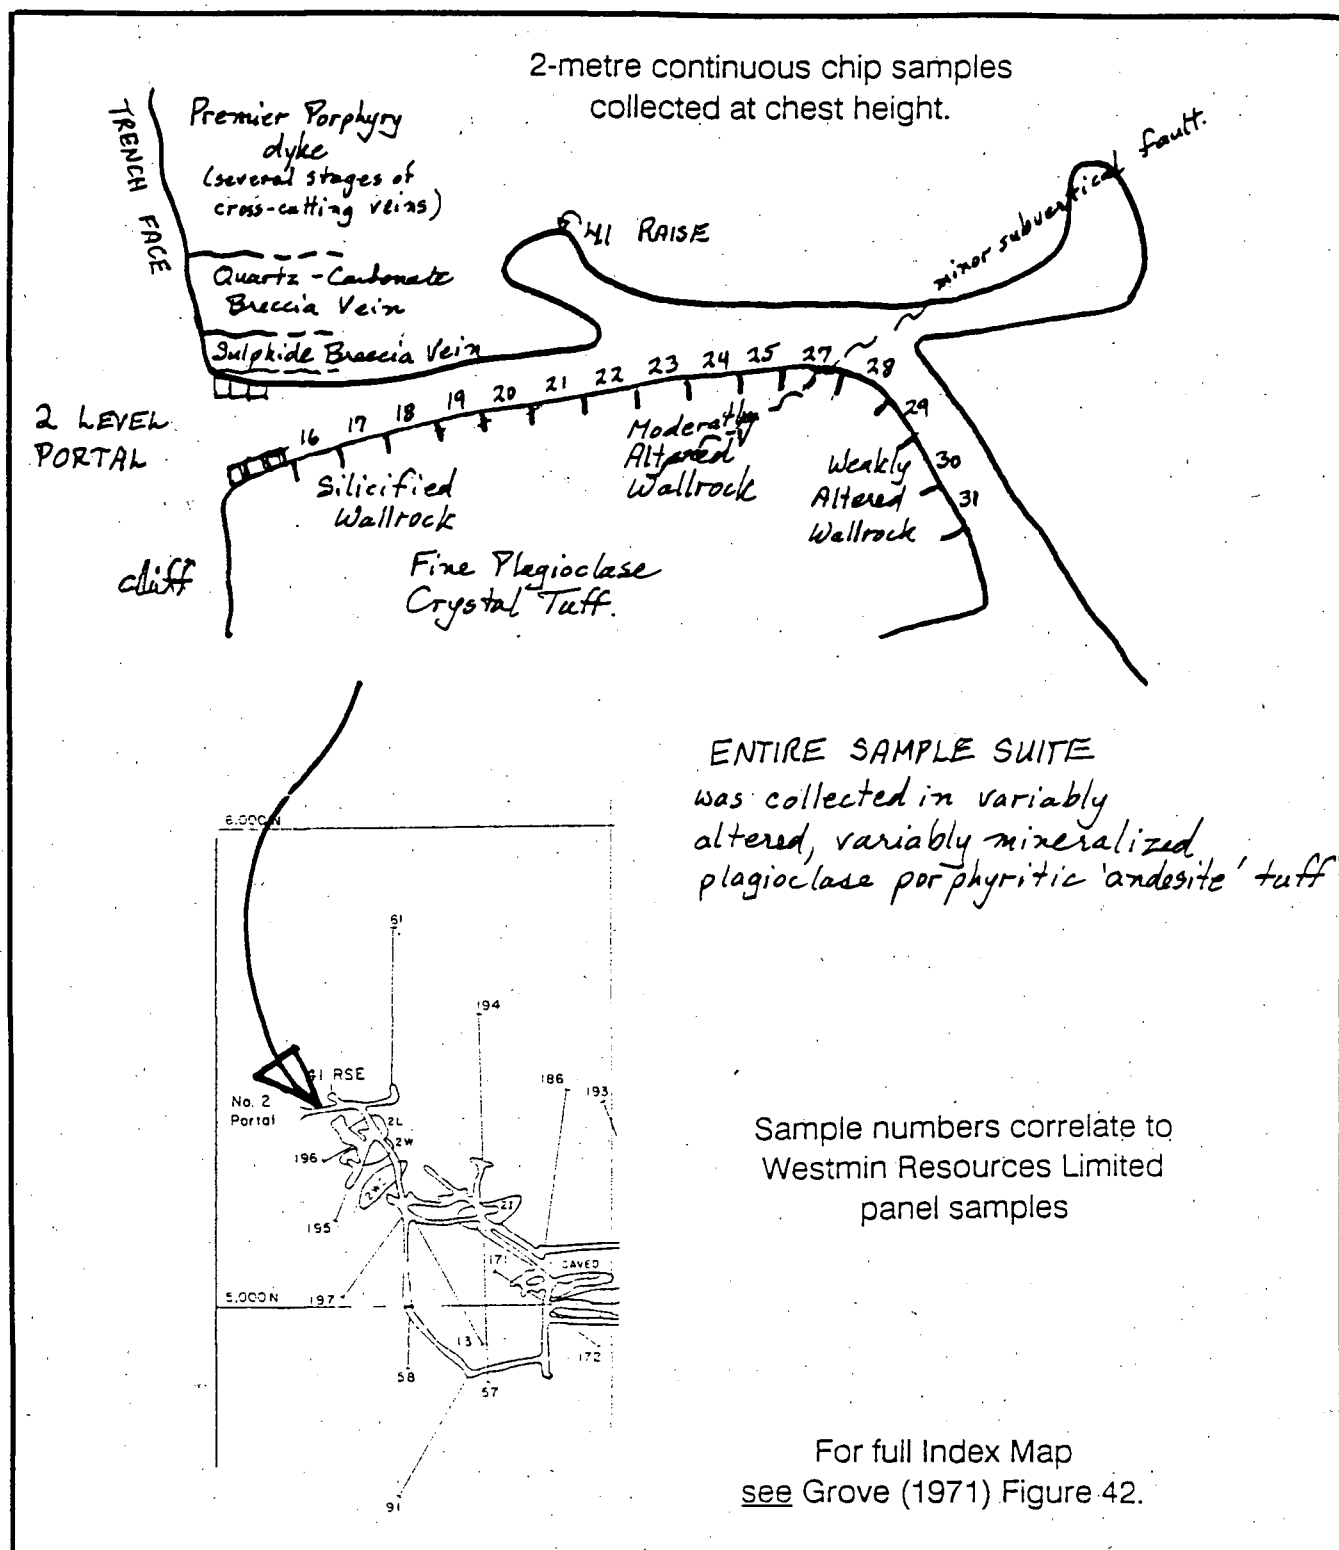 2-metre continuous chip samples
collected at chest height.
TRENCH FACE
Premier Porphyry
dyke
(several stages of
cross-cutting veins)
Quartz-Carbonate
Breccia Vein
Sulphide Breccia Vein
41 RAISE
minor subvertical fault.
2 LEVEL
PORTAL
16 17 18 19 20 21 22 23 24 25 27 28
29
30
31
Silicified
Wallrock
Moderately
Altered
Wallrock
Weakly
Altered
Wallrock
cliff
Fine Plagioclase
Crystal Tuff.
ENTIRE SAMPLE SUITE
was collected in variably
altered, variably mineralized
plagioclase porphyritic 'andesite' tuff
6,000 N
61
194
41 RSE
186
193
No. 2
Portal
2L
2W
196
195
21
171
CAVED
5,000 N
197
13
172
58
57
91
Sample numbers correlate to
Westmin Resources Limited
panel samples
For full Index Map
see Grove (1971) Figure 42.